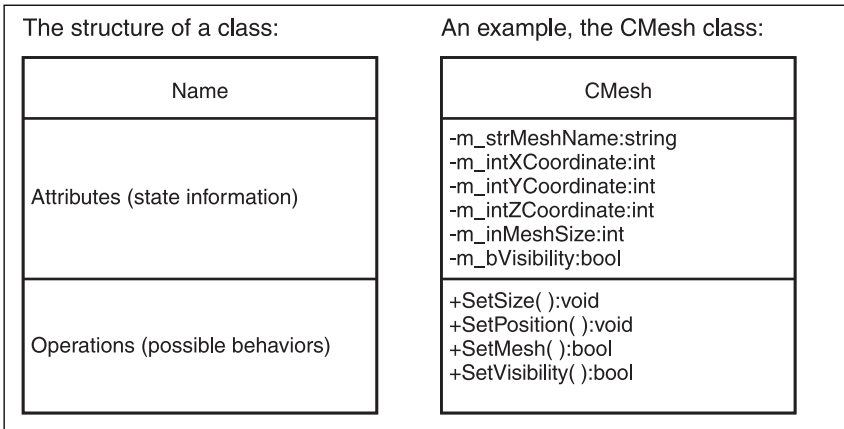 The structure of a class:
Name
Attributes (state information)
Operations (possible behaviors)
An example, the CMesh class:
CMesh
-m_strMeshName:string
-m_intXCoordinate:int
-m_intYCoordinate:int
-m_intZCoordinate:int
-m_inMeshSize:int
-m_bVisibility:bool
+SetSize( ):void
+SetPosition( ):void
+SetMesh( ):bool
+SetVisibility( ):bool